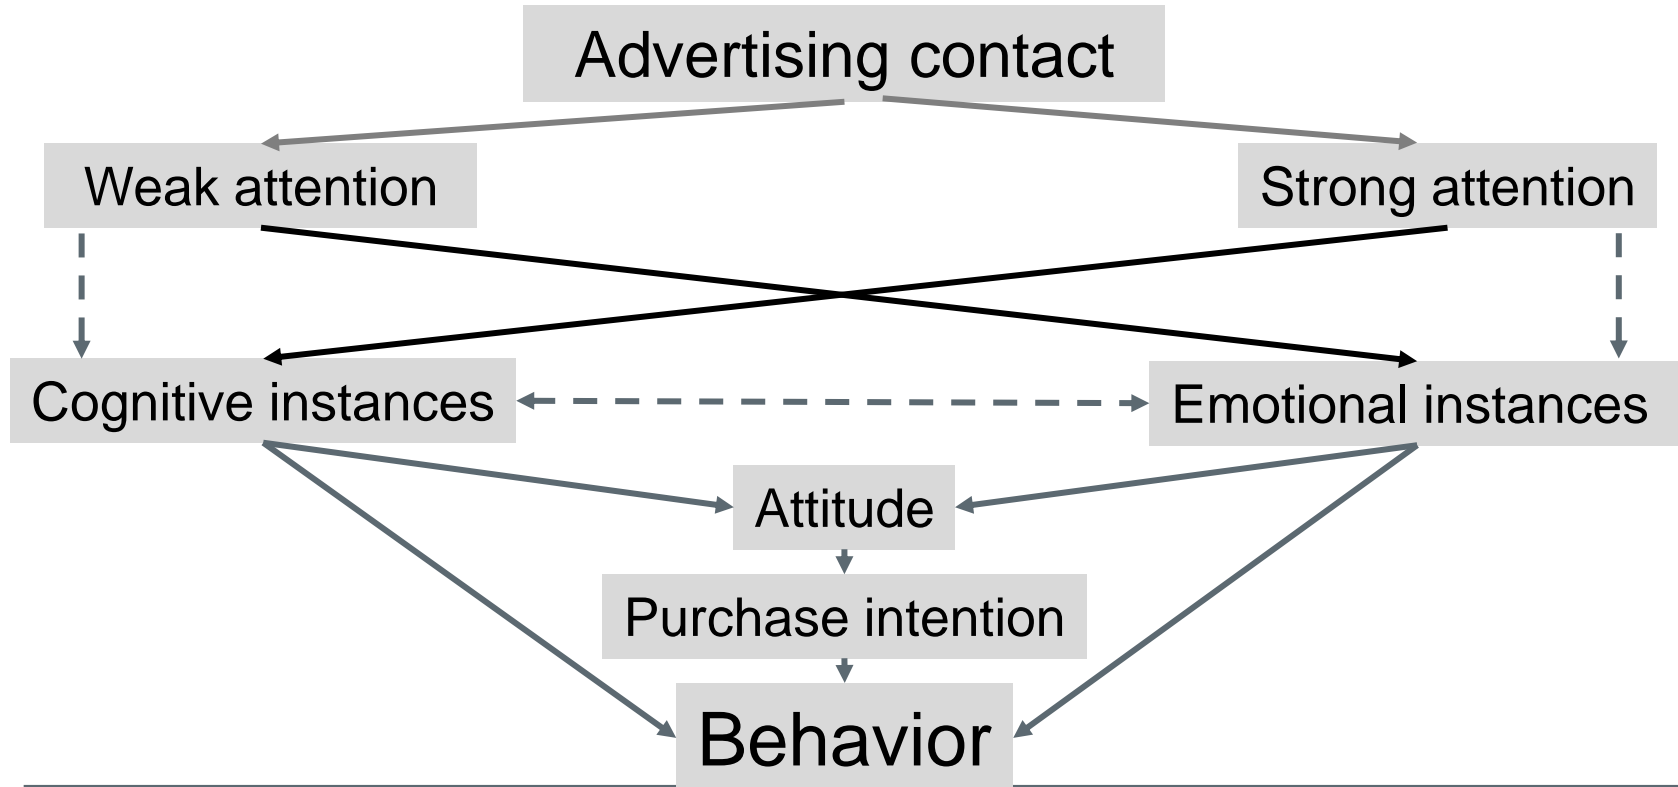 Advertising contact
Weak attention
Strong attention
Cognitive instances
Emotional instances
Attitude
Purchase intention
Behavior